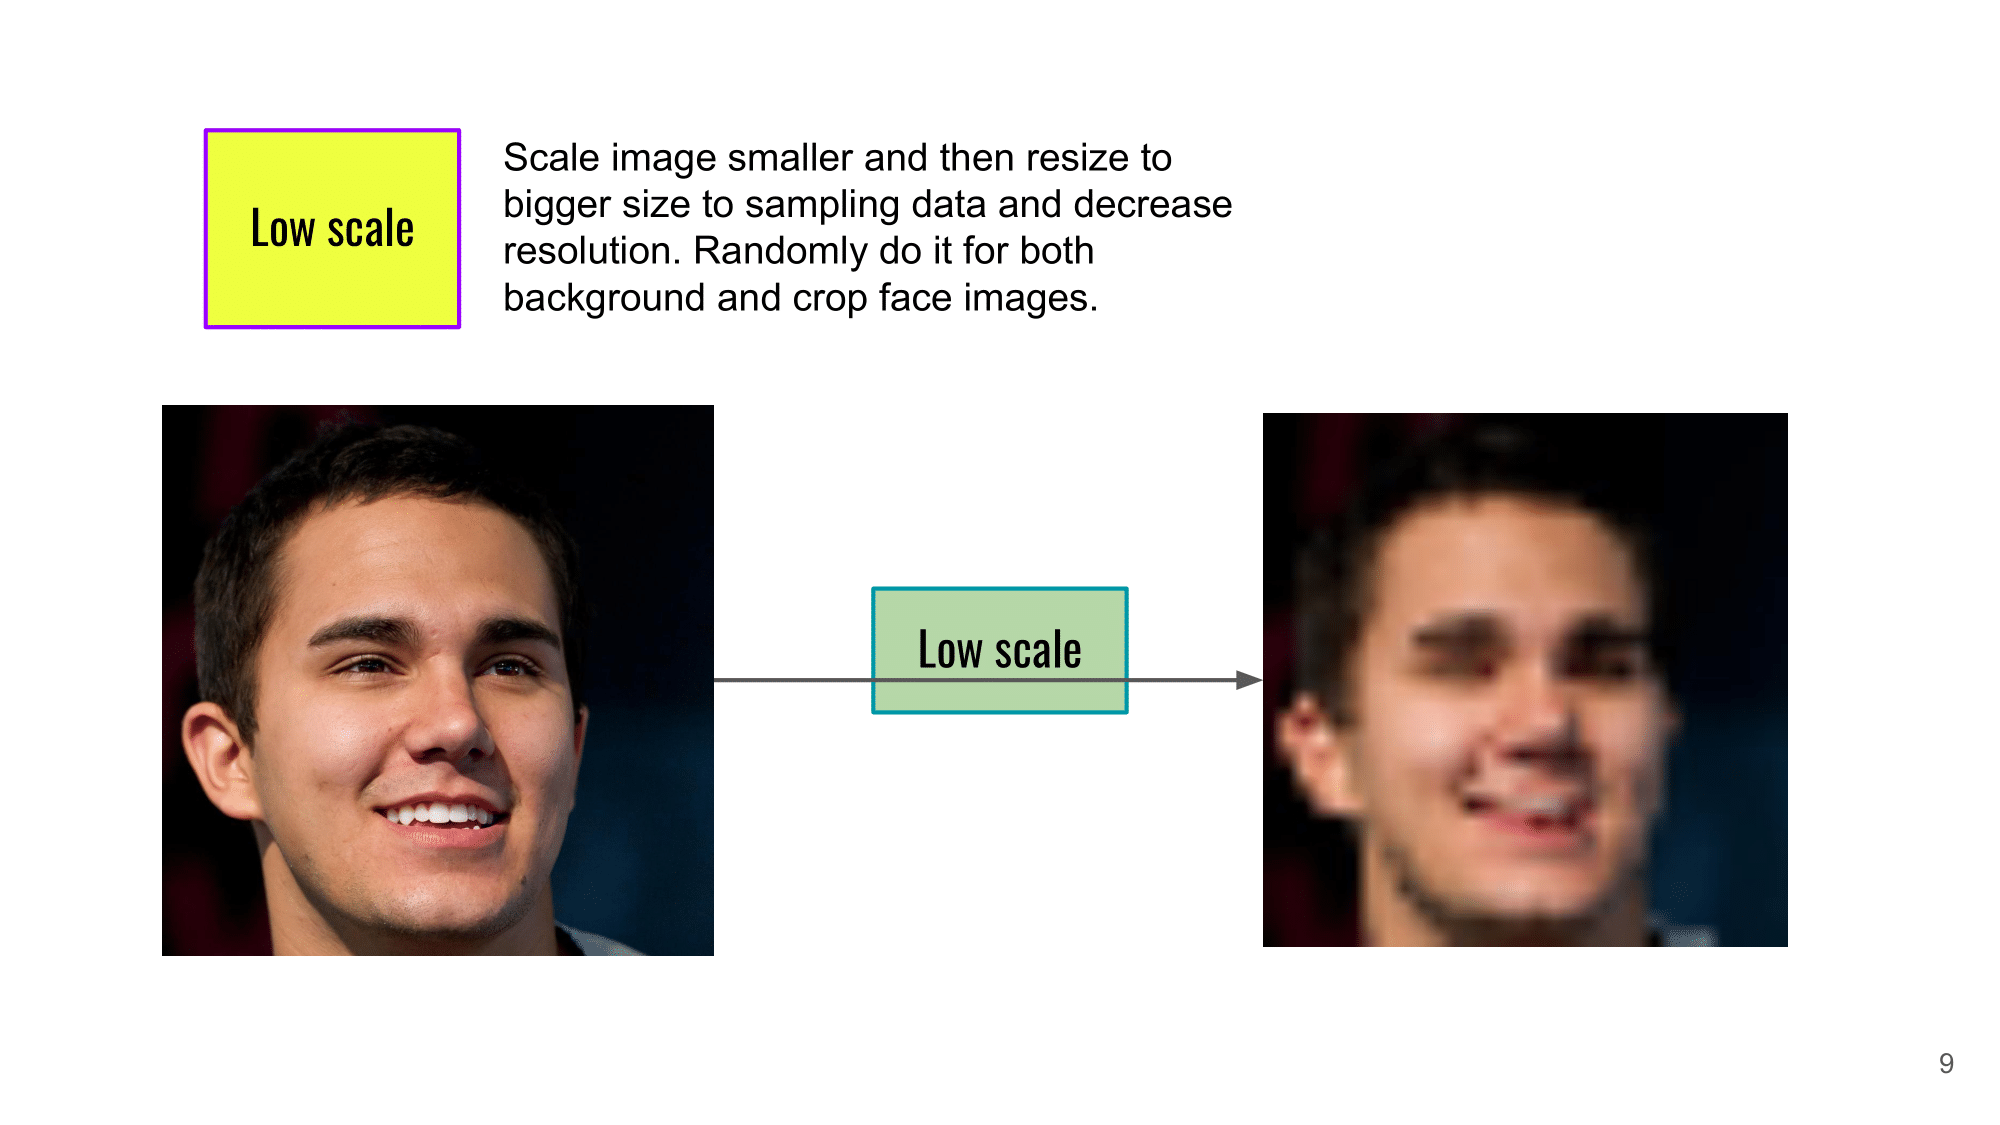 Low scale
Scale image smaller and then resize to
bigger size to sampling data and decrease
resolution. Randomly do it for both
background and crop face images.
Low scale
9